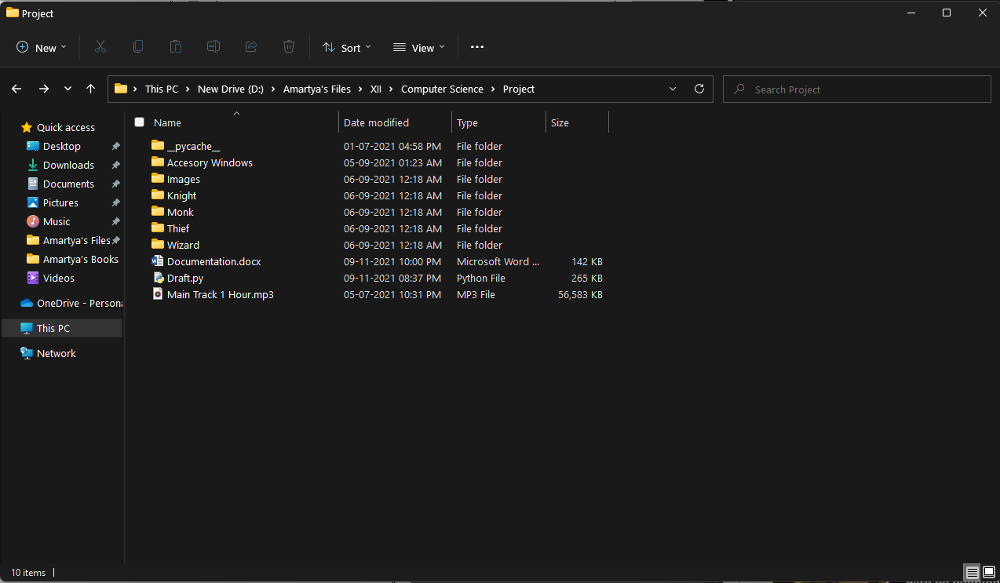 Project
New
Sort
View
This PC
New Drive (D:)
Amartya's Files
XII
Computer Science
Project
Search Project
Quick access
Desktop
Downloads
Documents
Pictures
Music
Amartya's Files
Amartya's Books
Videos
OneDrive - Persona
This PC
Network
Name Date modified Type Size
__pycache__ 01-07-2021 04:58 PM File folder
Accesory Windows 05-09-2021 01:23 AM File folder
Images 06-09-2021 12:18 AM File folder
Knight 06-09-2021 12:18 AM File folder
Monk 06-09-2021 12:18 AM File folder
Thief 06-09-2021 12:18 AM File folder
Wizard 06-09-2021 12:18 AM File folder
Documentation.docx 09-11-2021 10:00 PM Microsoft Word ... 142 KB
Draft.py 09-11-2021 08:37 PM Python File 265 KB
Main Track 1 Hour.mp3 05-07-2021 10:31 PM MP3 File 56,583 KB
10 items